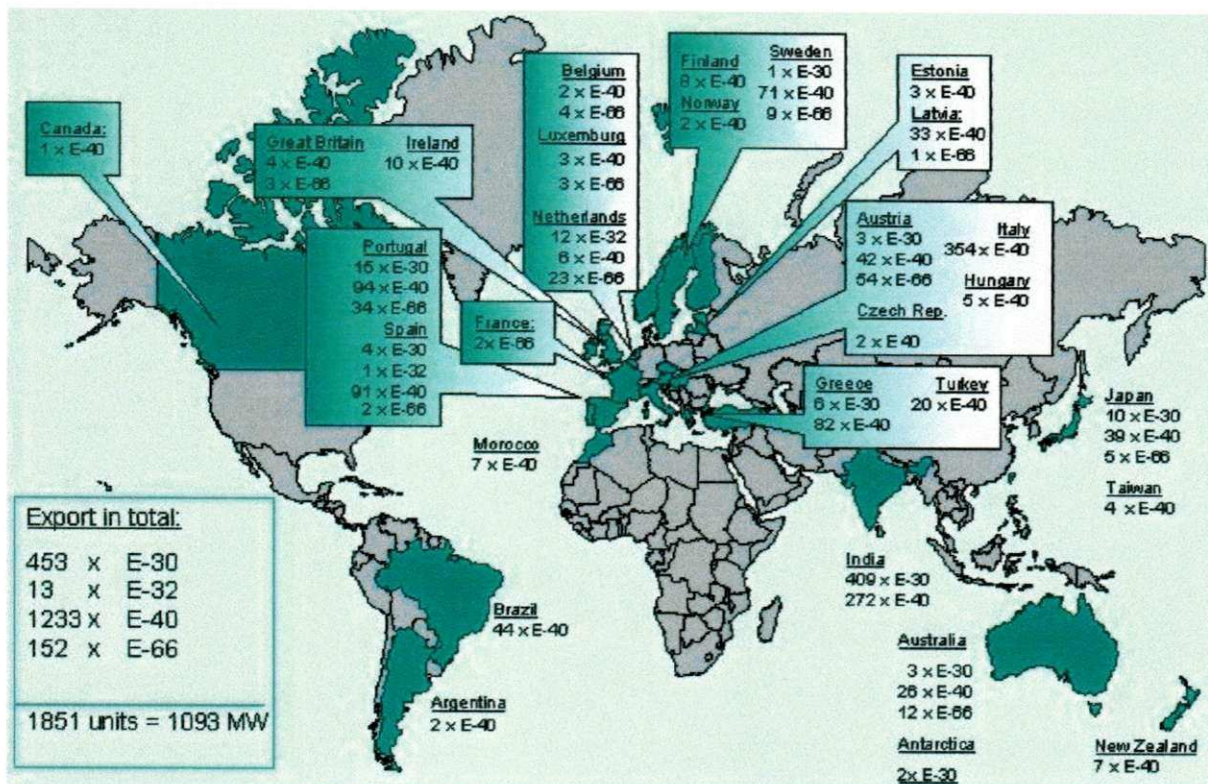 Canada:
1 x E-40
Great Britain
4 x E-40
3 x E-66
Ireland
10 x E-40
Belgium
2 x E-40
4 x E-66
Luxemburg
3 x E-40
3 x E-66
Netherlands
12 x E-32
6 x E-40
23 x E-66
Finland
8 x E-40
Norway
2 x E-40
Sweden
1 x E-30
71 x E-40
9 x E-66
Estonia
3 x E-40
Latvia:
33 x E-40
1 x E-66
Portugal
15 x E-30
94 x E-40
34 x E-66
Spain
4 x E-30
1 x E-32
91 x E-40
2 x E-66
France:
2x E-66
Austria
3 x E-30
42 x E-40
54 x E-66
Italy
354 x E-40
Hungary
5 x E-40
Czech Rep.
2 x E 40
Greece
6 x E-30
82 x E-40
Turkey
20 x E-40
Morocco
7 x E-40
Japan
10 x E-30
39 x E-40
5 x E-66
Taiwan
4 x E-40
India
409 x E-30
272 x E-40
Brazil
44 x E-40
Argentina
2 x E-40
Australia
3 x E-30
26 x E-40
12 x E-66
Antarctica
2x E-30
New Zealand
7 x E-40
Export in total:
453 x E-30
13 x E-32
1233 x E-40
152 x E-66
1851 units = 1093 MW